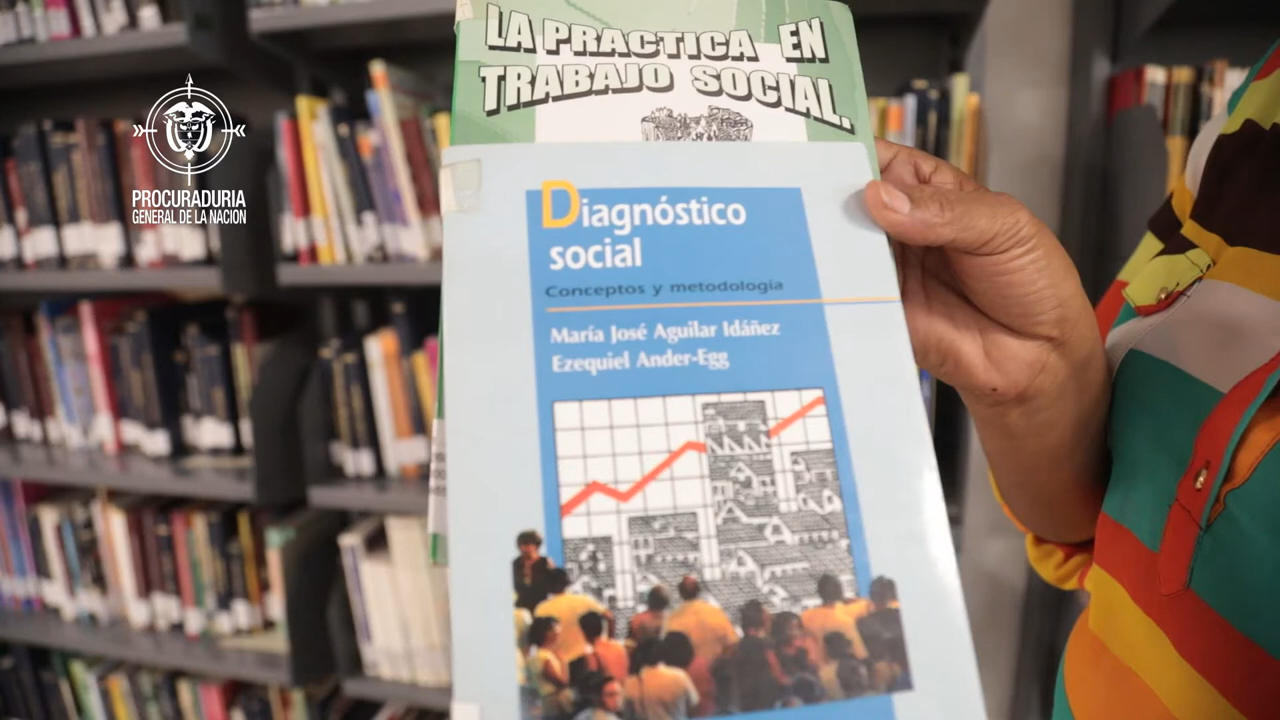 LA PRACTICA EN
TRABAJO SOCIAL.
PROCURADURIA
GENERAL DE LA NACION
Diagnóstico
social
Conceptos y metodología
María José Aguilar Idáñez
Ezequiel Ander-Egg